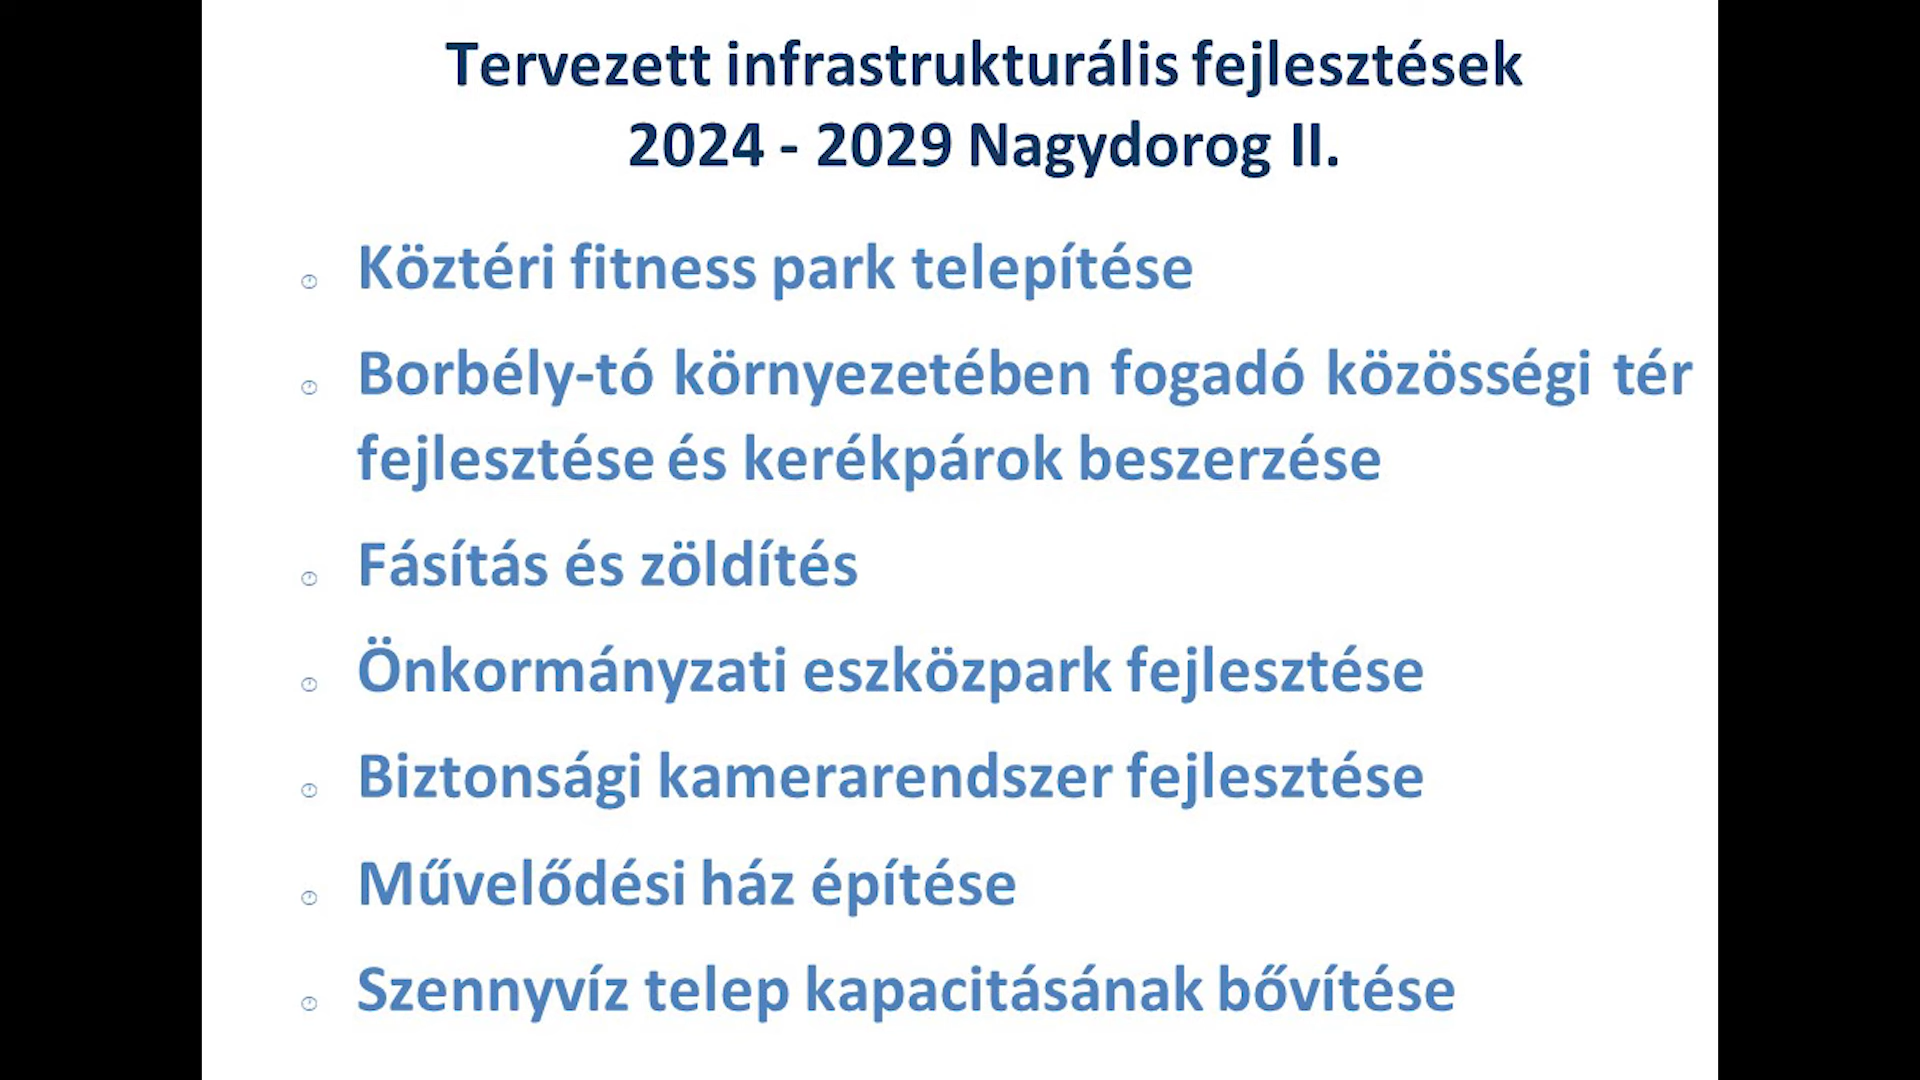 Tervezett infrastrukturális fejlesztések
2024 - 2029 Nagydorog II.
Köztéri fitness park telepítése
Borbély-tó környezetében fogadó közösségi tér
fejlesztése és kerékpárok beszerzése
Fásítás és zöldítés
Önkormányzati eszközpark fejlesztése
Biztonsági kamerarendszer fejlesztése
Művelődési ház építése
Szennyvíz telep kapacitásának bővítése